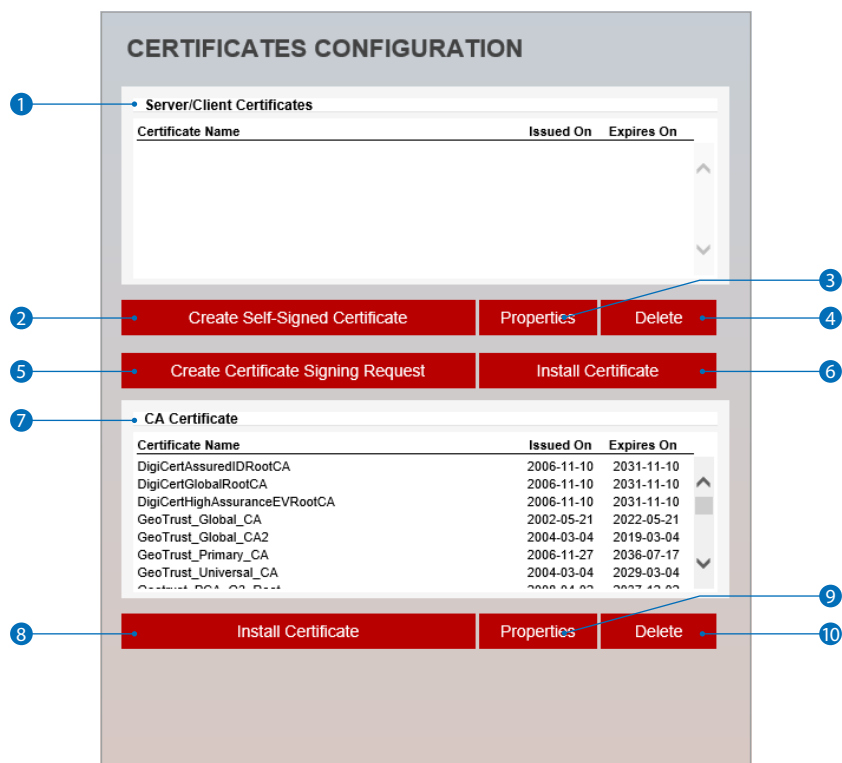 CERTIFICATES CONFIGURATION
1
Server/Client Certificates
Certificate Name Issued On Expires On
3
2 Create Self-Signed Certificate Properties Delete 4
5 Create Certificate Signing Request Install Certificate 6
7 CA Certificate
Certificate Name Issued On Expires On
DigiCertAssuredIDRootCA 2006-11-10 2031-11-10
DigiCertGlobalRootCA 2006-11-10 2031-11-10
DigiCertHighAssuranceEVRootCA 2006-11-10 2031-11-10
GeoTrust_Global_CA 2002-05-21 2022-05-21
GeoTrust_Global_CA2 2004-03-04 2019-03-04
GeoTrust_Primary_CA 2006-11-27 2036-07-17
GeoTrust_Universal_CA 2004-03-04 2029-03-04
9
8 Install Certificate Properties Delete 10